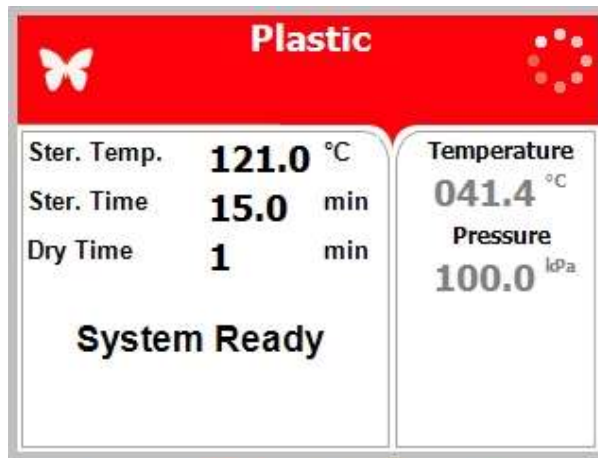 Plastic
Ster. Temp. 121.0 °C
Ster. Time 15.0 min
Dry Time 1 min
System Ready
Temperature
041.4 °C
Pressure
100.0 kPa